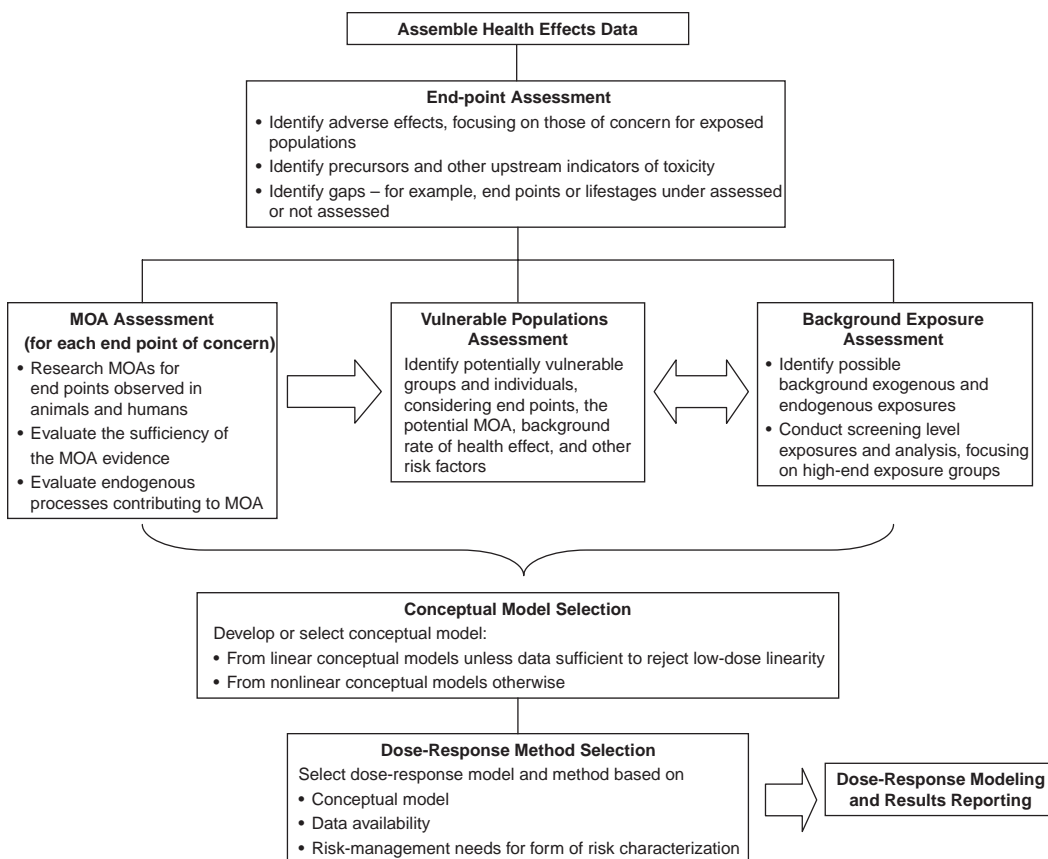 Assemble Health Effects Data
End-point Assessment
• Identify adverse effects, focusing on those of concern for exposed
populations
• Identify precursors and other upstream indicators of toxicity
• Identify gaps – for example, end points or lifestages under assessed
or not assessed
MOA Assessment
(for each end point of concern)
• Research MOAs for
end points observed in
animals and humans
• Evaluate the sufficiency of
the MOA evidence
• Evaluate endogenous
processes contributing to MOA
Vulnerable Populations
Assessment
Identify potentially vulnerable
groups and individuals,
considering end points, the
potential MOA, background
rate of health effect, and other
risk factors
Background Exposure
Assessment
• Identify possible
background exogenous and
endogenous exposures
• Conduct screening level
exposures and analysis, focusing
on high-end exposure groups
Conceptual Model Selection
Develop or select conceptual model:
• From linear conceptual models unless data sufficient to reject low-dose linearity
• From nonlinear conceptual models otherwise
Dose-Response Method Selection
Select dose-response model and method based on
• Conceptual model
• Data availability
• Risk-management needs for form of risk characterization
Dose-Response Modeling
and Results Reporting